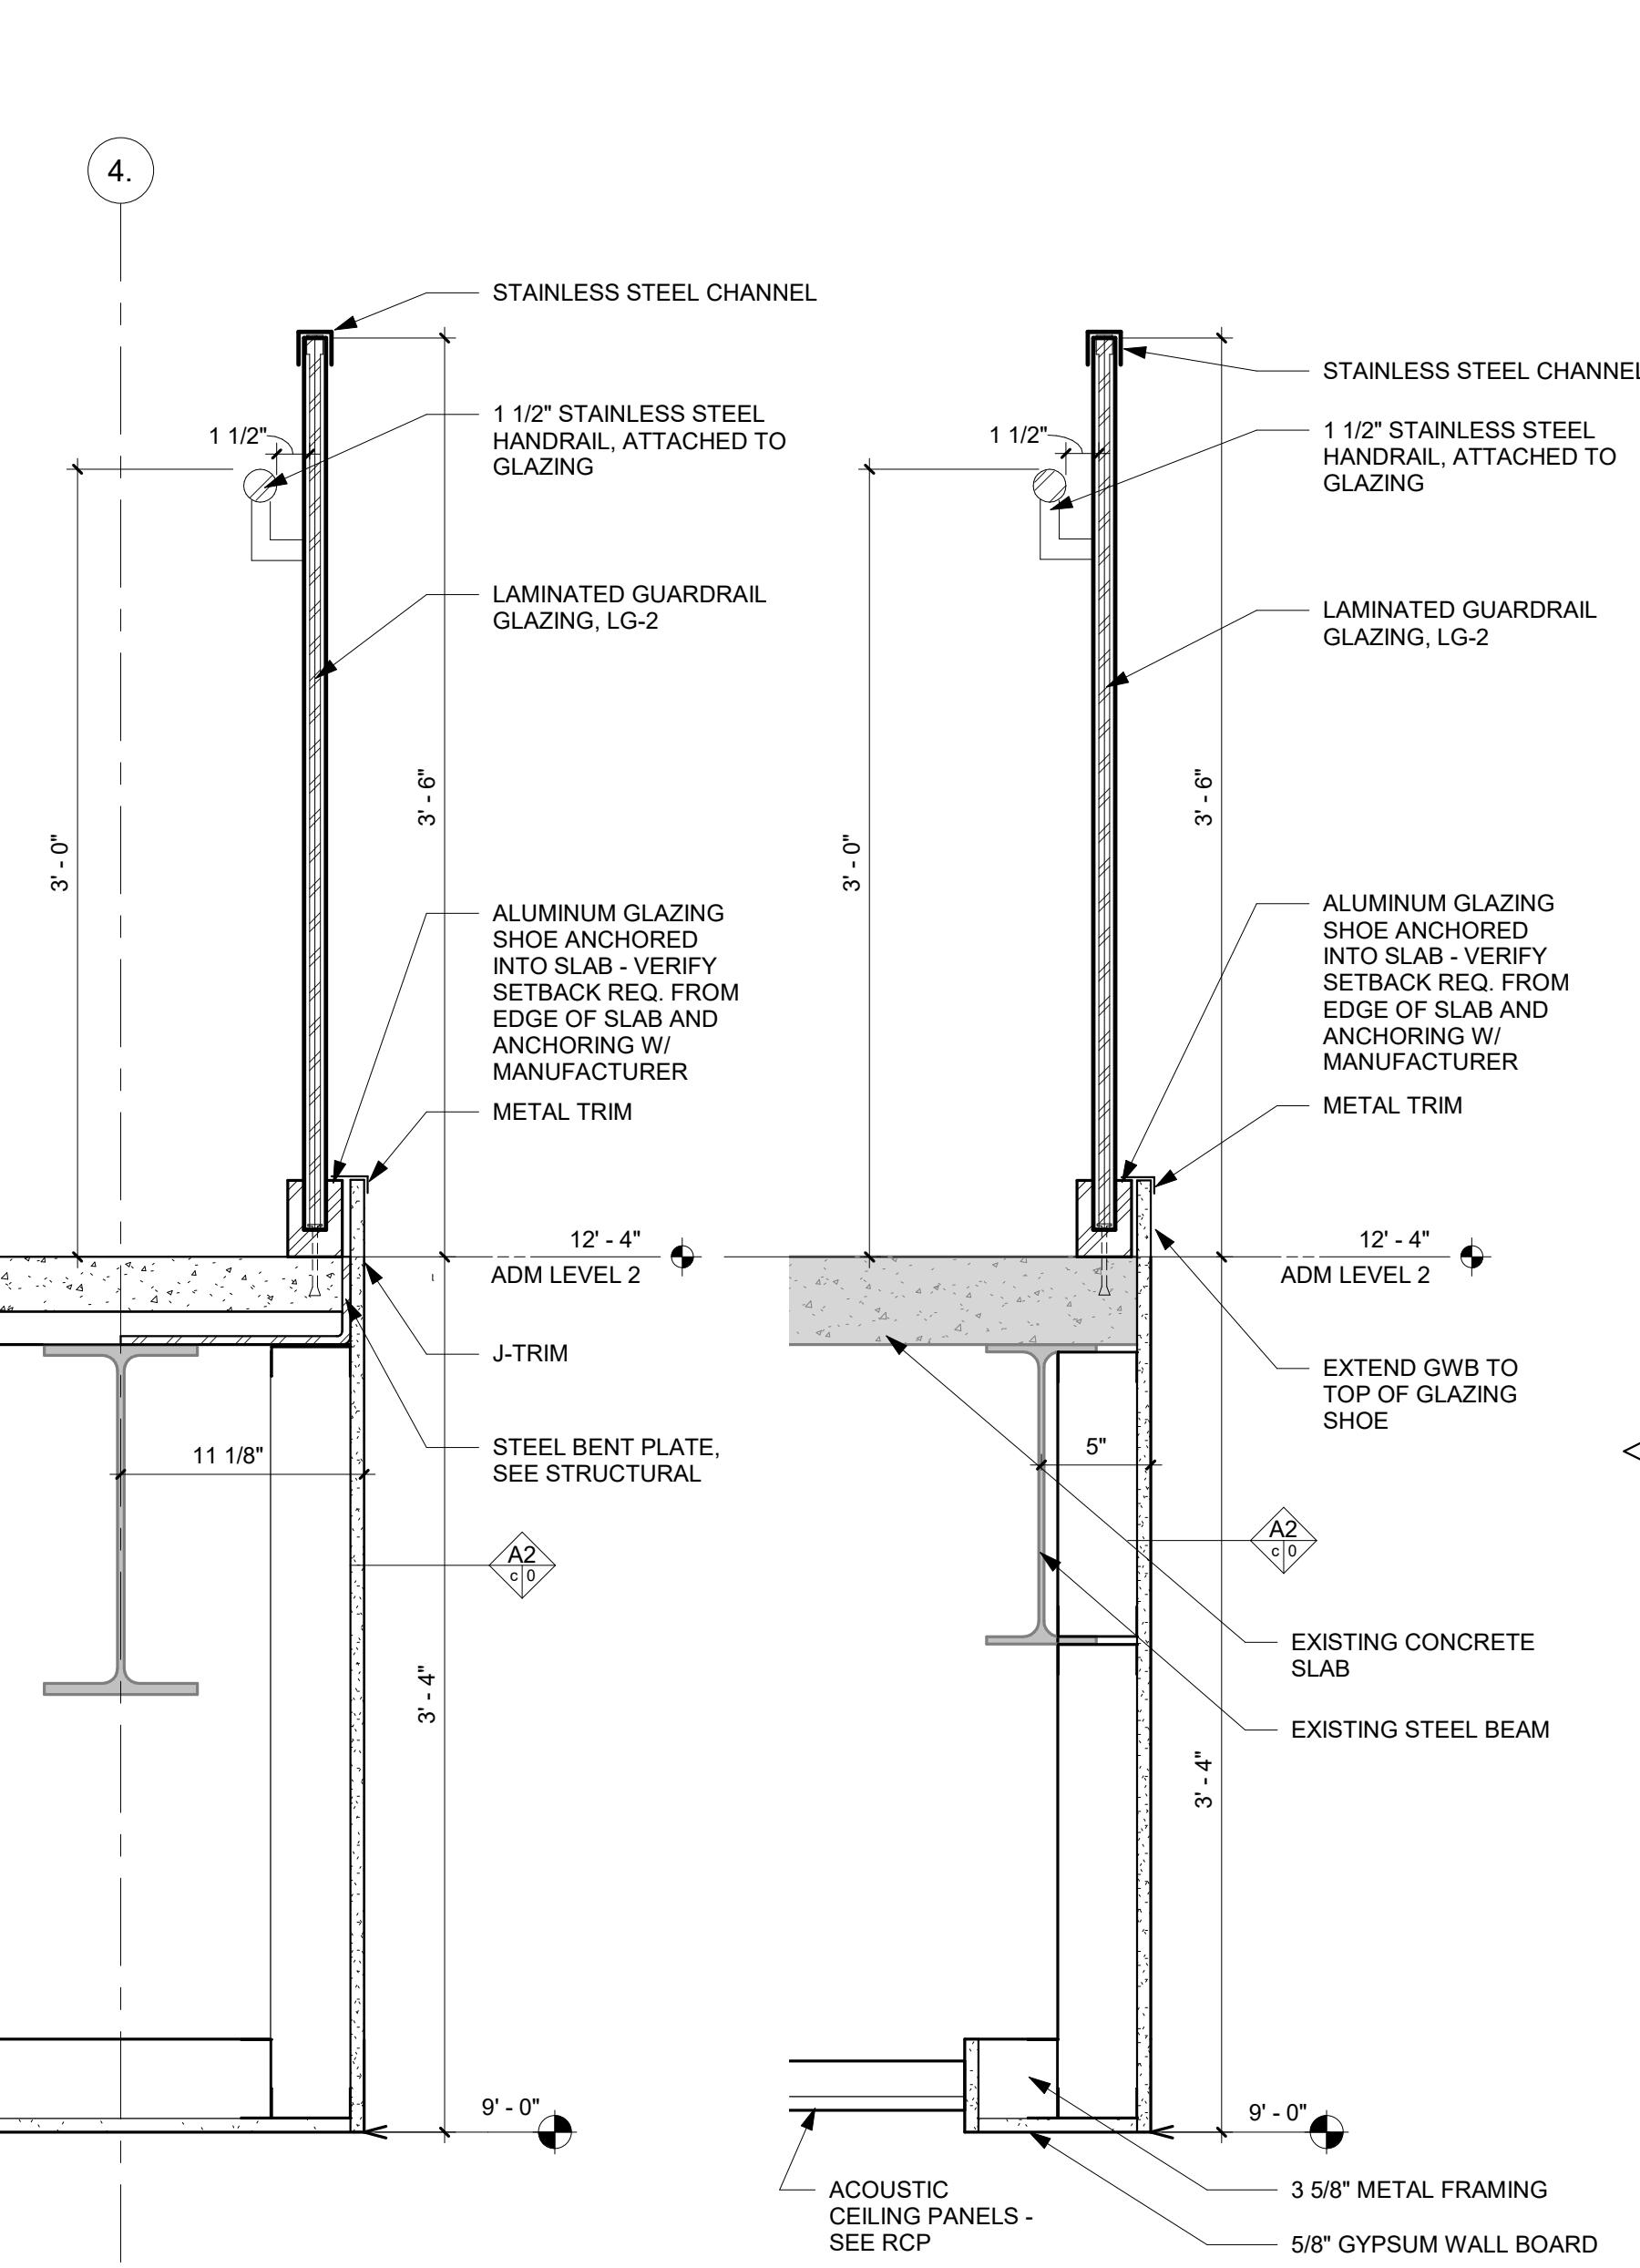 4.
STAINLESS STEEL CHANNEL
1 1/2" STAINLESS STEEL
HANDRAIL, ATTACHED TO
GLAZING
1 1/2"
LAMINATED GUARDRAIL
GLAZING, LG-2
3' - 6"
3' - 0"
ALUMINUM GLAZING
SHOE ANCHORED
INTO SLAB - VERIFY
SETBACK REQ. FROM
EDGE OF SLAB AND
ANCHORING W/
MANUFACTURER
METAL TRIM
12' - 4"
ADM LEVEL 2
J-TRIM
STEEL BENT PLATE,
SEE STRUCTURAL
11 1/8"
A2
c 0
3' - 4"
9' - 0"
STAINLESS STEEL CHANNEL
1 1/2" STAINLESS STEEL
HANDRAIL, ATTACHED TO
GLAZING
1 1/2"
LAMINATED GUARDRAIL
GLAZING, LG-2
3' - 6"
3' - 0"
ALUMINUM GLAZING
SHOE ANCHORED
INTO SLAB - VERIFY
SETBACK REQ. FROM
EDGE OF SLAB AND
ANCHORING W/
MANUFACTURER
METAL TRIM
12' - 4"
ADM LEVEL 2
EXTEND GWB TO
TOP OF GLAZING
SHOE
5"
A2
c 0
EXISTING CONCRETE
SLAB
EXISTING STEEL BEAM
3' - 4"
9' - 0"
ACOUSTIC
CEILING PANELS -
SEE RCP
3 5/8" METAL FRAMING
5/8" GYPSUM WALL BOARD